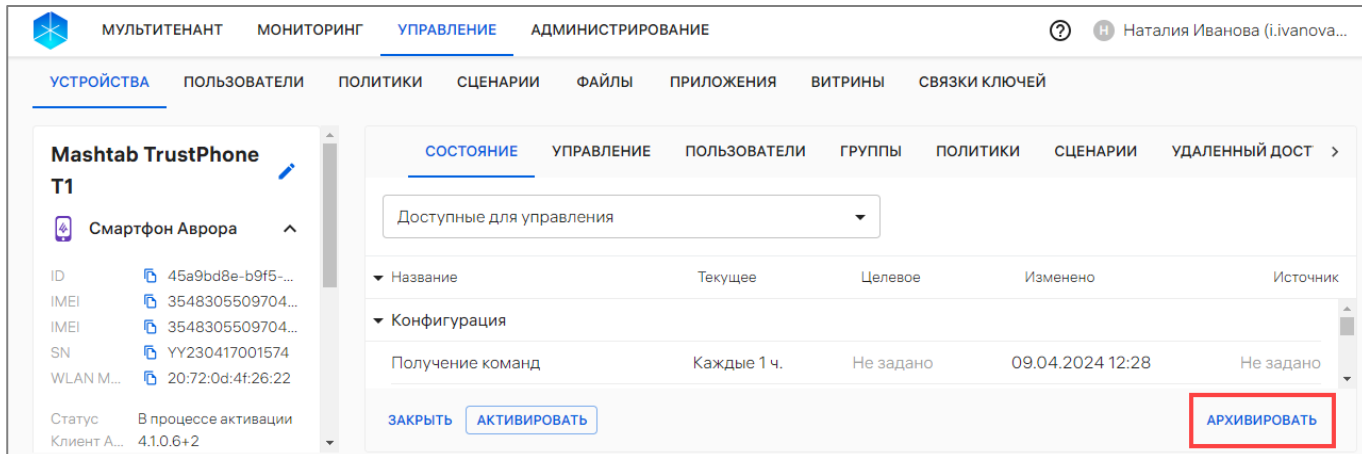 МУЛЬТИТЕНАНТ МОНИТОРИНГ УПРАВЛЕНИЕ АДМИНИСТРИРОВАНИЕ ? Н Наталия Иванова (i.ivanova...
УСТРОЙСТВА ПОЛЬЗОВАТЕЛИ ПОЛИТИКИ СЦЕНАРИИ ФАЙЛЫ ПРИЛОЖЕНИЯ ВИТРИНЫ СВЯЗКИ КЛЮЧЕЙ
Mashtab TrustPhone
T1
Смартфон Аврора
ID 45a9bd8e-b9f5-...
IMEI 3548305509704...
IMEI 3548305509704...
SN YY230417001574
WLAN M... 20:72:0d:4f:26:22
Статус В процессе активации
Клиент А... 4.1.0.6+2
СОСТОЯНИЕ УПРАВЛЕНИЕ ПОЛЬЗОВАТЕЛИ ГРУППЫ ПОЛИТИКИ СЦЕНАРИИ УДАЛЕННЫЙ ДОСТ
Доступные для управления
Название Текущее Целевое Изменено Источник
Конфигурация
Получение команд Каждые 1 ч. Не задано 09.04.2024 12:28 Не задано
ЗАКРЫТЬ АКТИВИРОВАТЬ АРХИВИРОВАТЬ